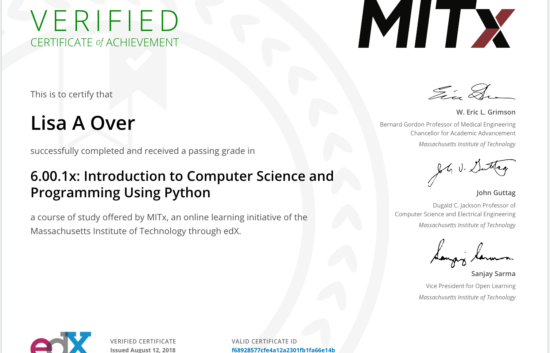 VERIFIED
CERTIFICATE of ACHIEVEMENT
MITx
This is to certify that
Lisa A Over
successfully completed and received a passing grade in
6.00.1x: Introduction to Computer Science and
Programming Using Python
a course of study offered by MITx, an online learning initiative of the
Massachusetts Institute of Technology through edX.
W. Eric L. Grimson
Bernard Gordon Professor of Medical Engineering
Chancellor for Academic Advancement
Massachusetts Institute of Technology
John Guttag
Dugald C. Jackson Professor of
Computer Science and Electrical Engineering
Massachusetts Institute of Technology
Sanjay Sarma
Vice President for Open Learning
Massachusetts Institute of Technology
edX
VERIFIED CERTIFICATE
Issued August 12, 2018
VALID CERTIFICATE ID
f68928577cfe4a12a2301fb1fa66e14b